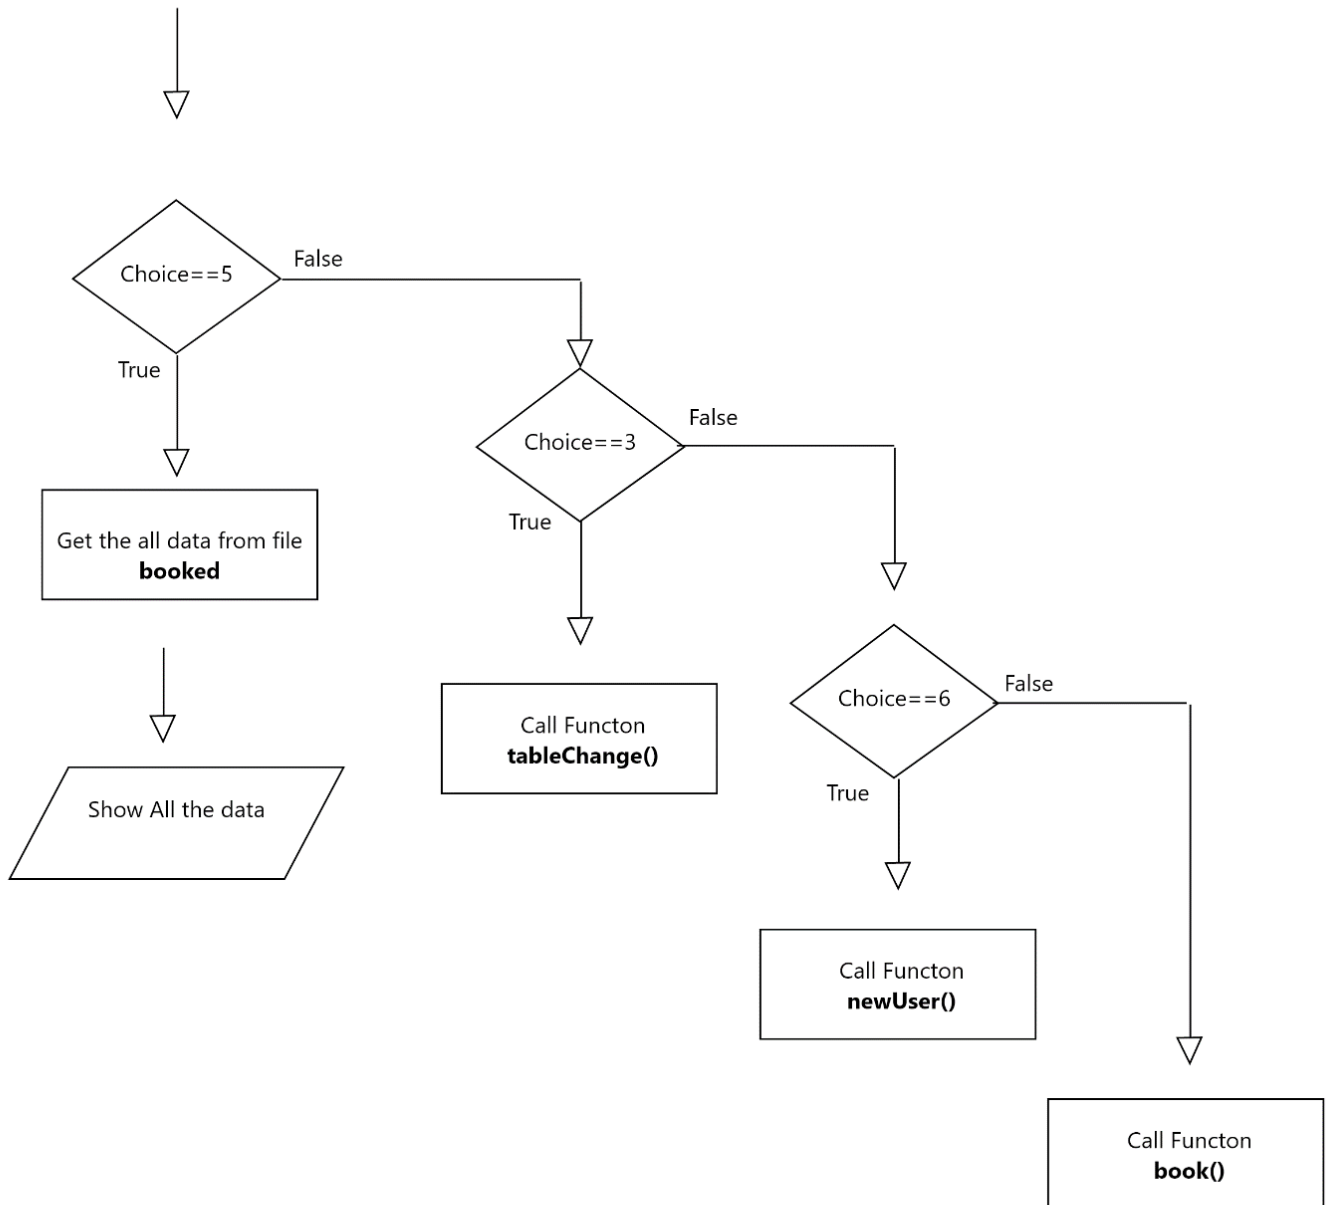 Choice==5
False
True
Get the all data from file
booked
Show All the data
Choice==3
False
True
Call Functon
tableChange()
Choice==6
False
True
Call Functon
newUser()
Call Functon
book()